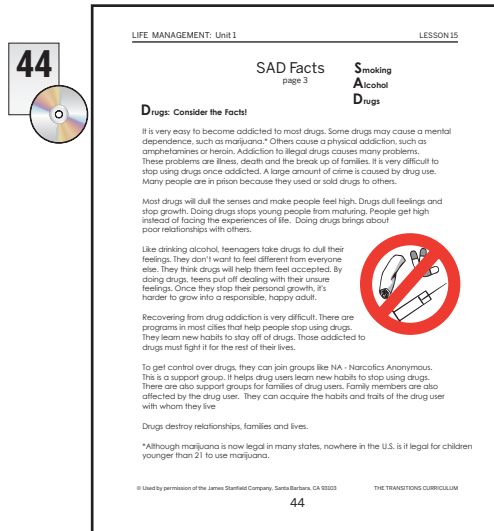 44
LIFE MANAGEMENT: Unit 1 LESSON 15
SAD Facts
page 3
Smoking
Alcohol
Drugs
Drugs: Consider the Facts!
It is very easy to become addicted to most drugs. Some drugs may cause a mental
dependence, such as marijuana.* Others cause a physical addiction, such as
amphetamines or heroin. Addiction to illegal drugs causes many problems.
These problems are illness, death and the break up of families. It is very difficult to
stop using drugs once addicted. A large amount of crime is caused by drug use.
Many people are in prison because they used or sold drugs to others.
Most drugs will dull the senses and make people feel high. Drugs dull feelings and
stop growth. Doing drugs stops young people from maturing. People get high
instead of facing the experiences of life. Doing drugs brings about
poor relationships with others.
Like drinking alcohol, teenagers take drugs to dull their
feelings. They don't want to feel different from everyone
else. They think drugs will help them feel accepted. By
doing drugs, teens put off dealing with their unsure
feelings. Once they stop their personal growth, it's
harder to grow into a responsible, happy adult.
Recovering from drug addiction is very difficult. There are
programs in most cities that help people stop using drugs.
They learn new habits to stay off of drugs. Those addicted to
drugs must fight it for the rest of their lives.
To get control over drugs, they can join groups like NA - Narcotics Anonymous.
This is a support group. It helps drug users learn new habits to stop using drugs.
There are also support groups for families of drug users. Family members are also
affected by the drug user. They can acquire the habits and traits of the drug user
with whom they live
Drugs destroy relationships, families and lives.
*Although marijuana is now legal in many states, nowhere in the U.S. is it legal for children
younger than 21 to use marijuana.
© Used by permission of the James Stanfield Company, Santa Barbara, CA 93103 THE TRANSITIONS CURRICULUM
44